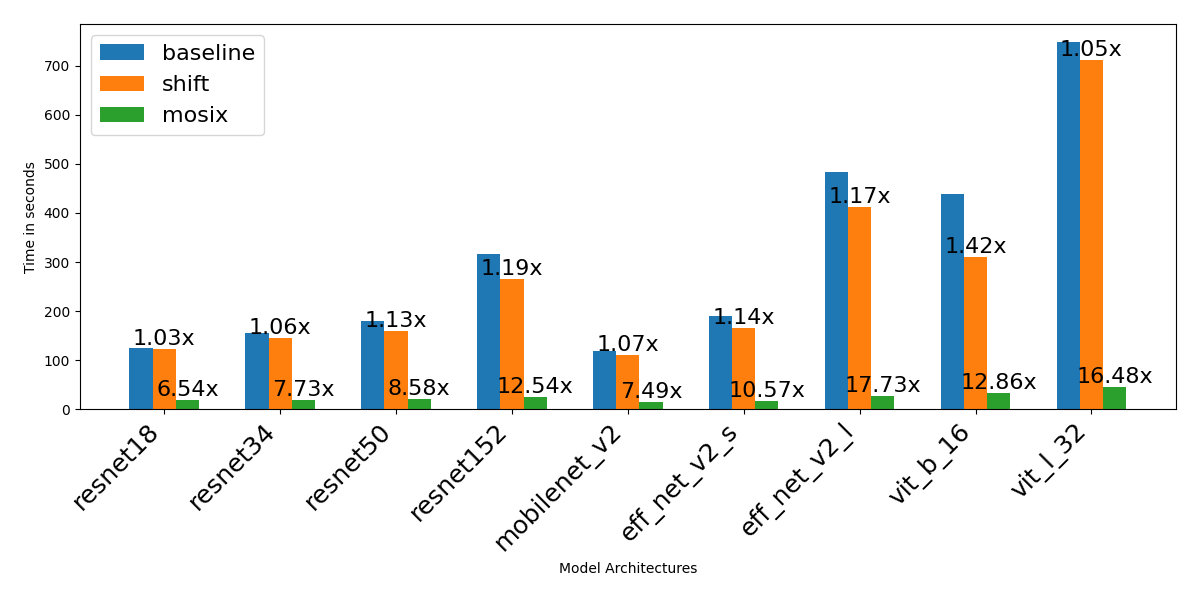 baseline
shift
mosix
Time in seconds
700
600
500
400
300
200
100
0
1.03x
6.54x
1.06x
7.73x
1.13x
8.58x
1.19x
12.54x
1.07x
7.49x
1.14x
10.57x
1.17x
17.73x
1.42x
12.86x
1.05x
16.48x
resnet18
resnet34
resnet50
resnet152
mobilenet_v2
eff_net_v2_s
eff_net_v2_l
vit_b_16
vit_l_32
Model Architectures